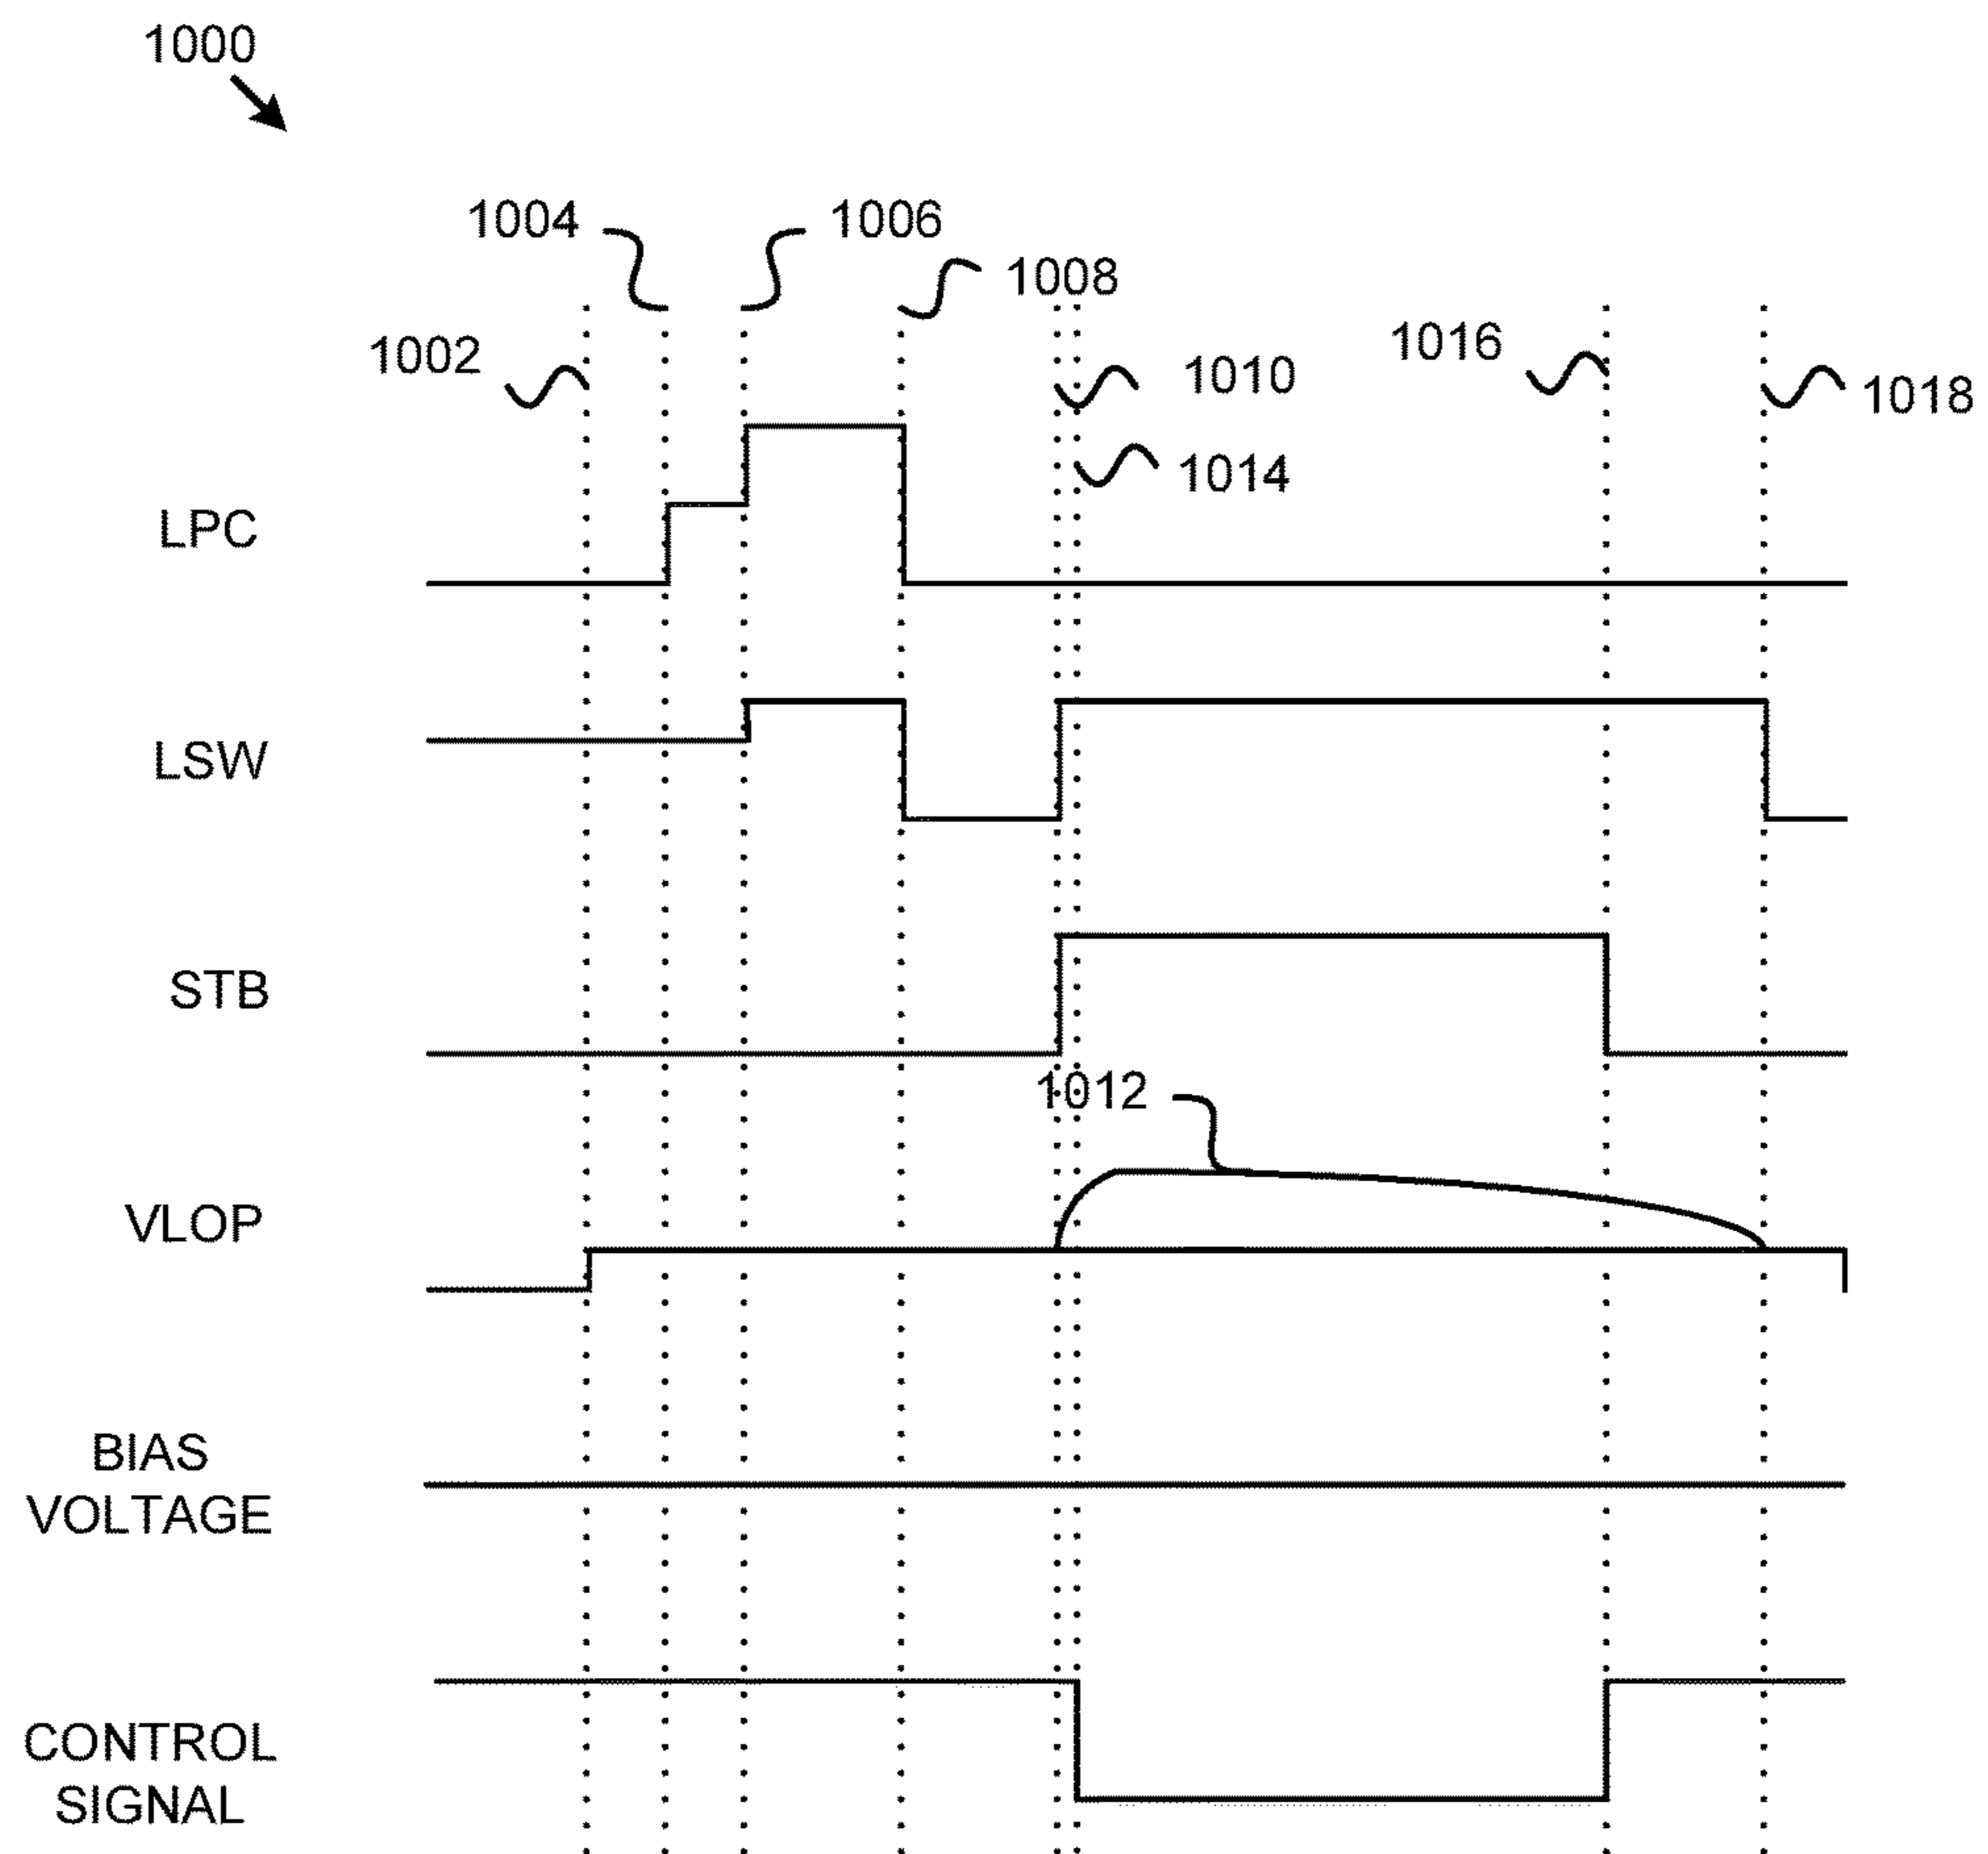 1000
1004
1006
1008
1002
1010
1016
1018
1014
LPC
LSW
STB
1012
VLOP
BIAS
VOLTAGE
CONTROL
SIGNAL